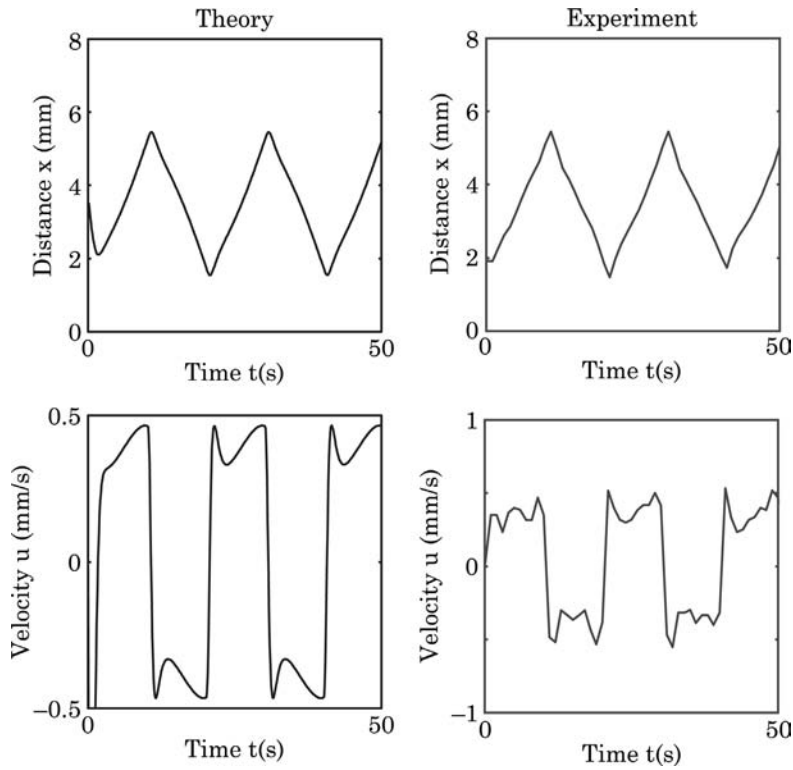 Theory
Experiment
8
6
4
2
0
Distance x (mm)
0
50
Time t(s)
8
6
4
2
0
Distance x (mm)
0
50
Time t(s)
0.5
0
−0.5
Velocity u (mm/s)
0
50
Time t(s)
1
0
−1
Velocity u (mm/s)
0
50
Time t(s)